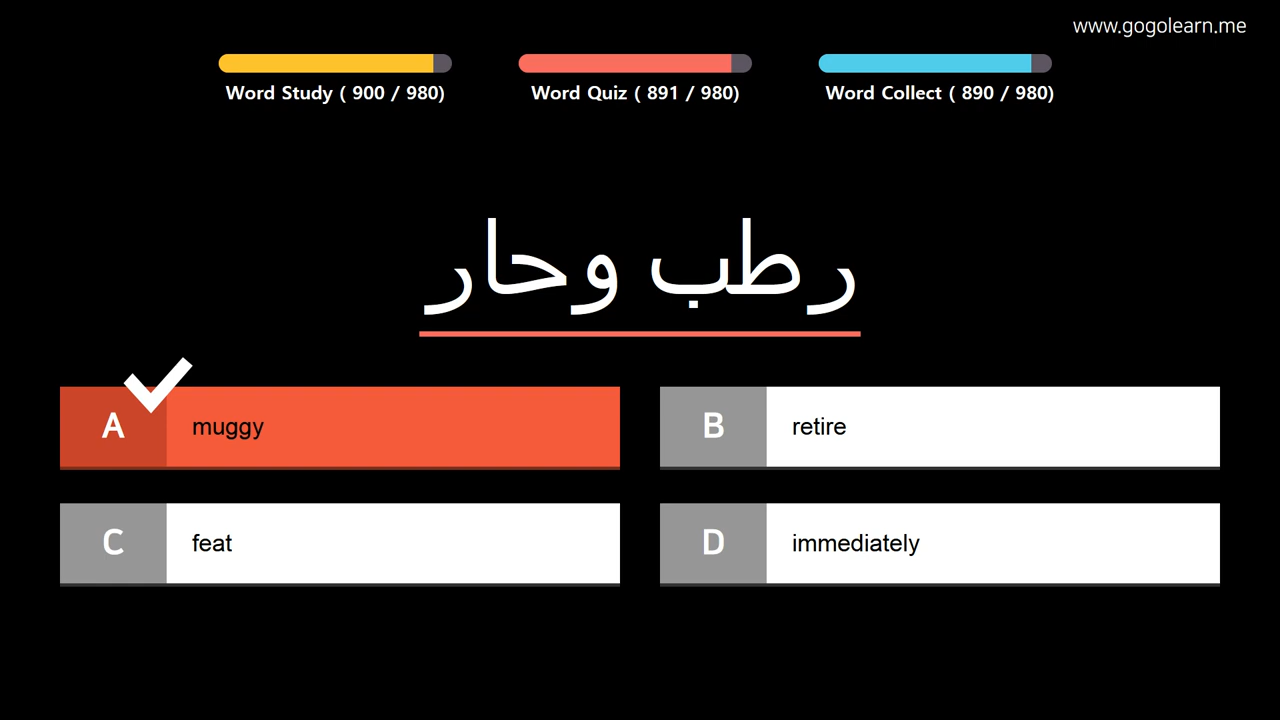 www.gogolearn.me
Word Study ( 900 / 980)
Word Quiz ( 891 / 980)
Word Collect ( 890 / 980)
رطب وحار
A muggy
B retire
C feat
D immediately